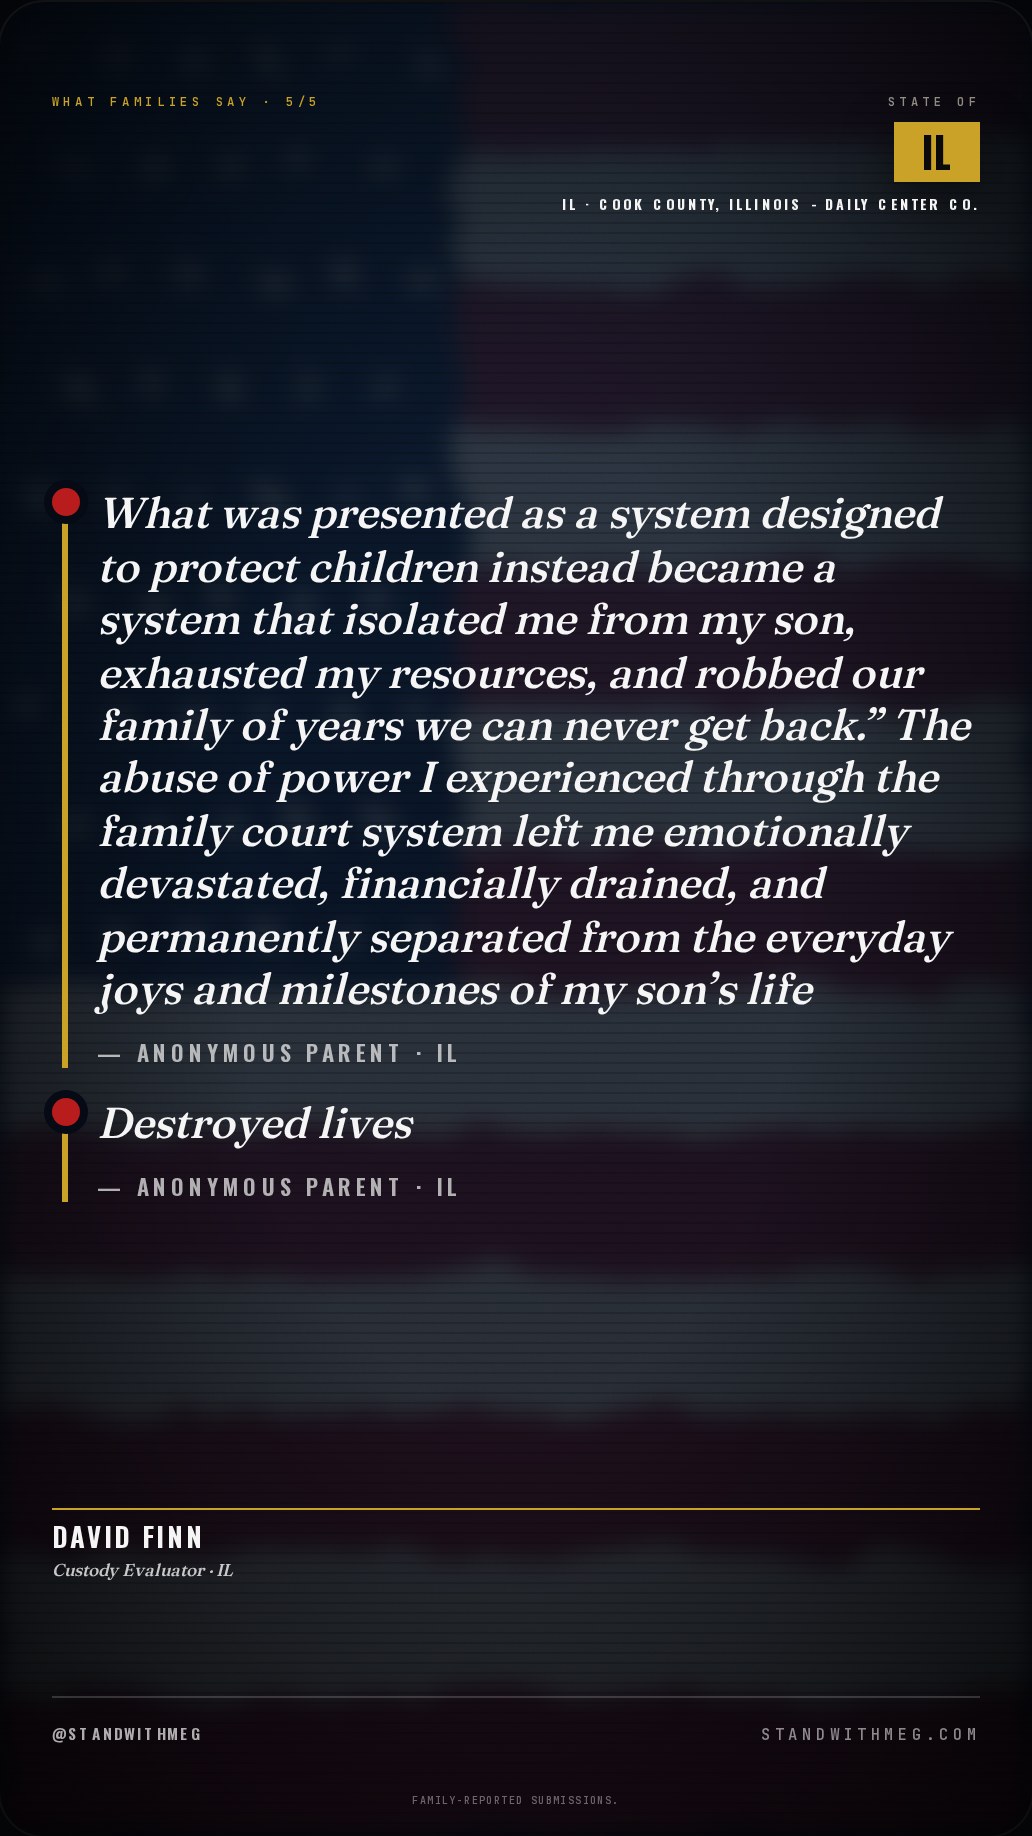 WHAT FAMILIES SAY · 5/5
STATE OF
IL
IL · COOK COUNTY, ILLINOIS - DAILY CENTER CO.
What was presented as a system designed
to protect children instead became a
system that isolated me from my son,
exhausted my resources, and robbed our
family of years we can never get back.” The
abuse of power I experienced through the
family court system left me emotionally
devastated, financially drained, and
permanently separated from the everyday
joys and milestones of my son’s life
— ANONYMOUS PARENT · IL
Destroyed lives
— ANONYMOUS PARENT · IL
DAVID FINN
Custody Evaluator · IL
@STANDWITHMEG
STANDWITHMEG.COM
FAMILY-REPORTED SUBMISSIONS.